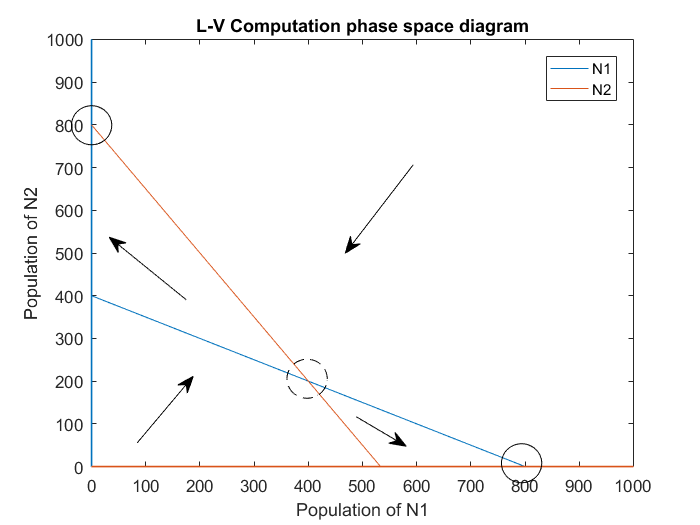 L-V Computation phase space diagram
1000
900
800
700
600
500
400
300
200
100
0
Population of N2
N1
N2
0 100 200 300 400 500 600 700 800 900 1000
Population of N1